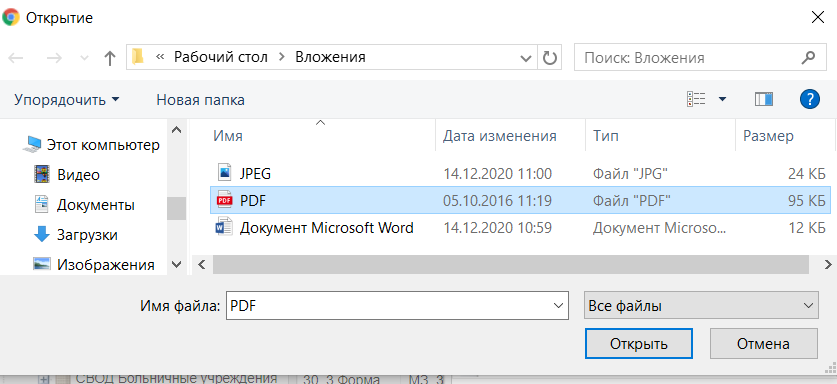 Открытие
« Рабочий стол › Вложения
Поиск: Вложения
Упорядочить
Новая папка
?
Имя Дата изменения Тип Размер
Этот компьютер
Видео
Документы
Загрузки
Изображения
JPEG 14.12.2020 11:00 Файл "JPG" 24 КБ
PDF PDF 05.10.2016 11:19 Файл "PDF" 95 КБ
W Документ Microsoft Word 14.12.2020 10:59 Документ Microso... 12 КБ
Имя файла: PDF
Все файлы
Открыть
Отмена
СВОД Больничные учреждения 30_3 Форма МЗ_3